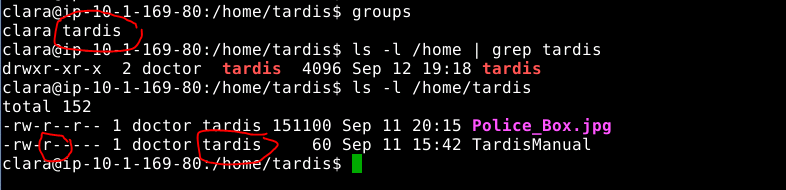 clara@ip-10-1-169-80:/home/tardis$ groups
clara tardis
clara@ip-10-1-169-80:/home/tardis$ ls -l /home | grep tardis
drwxr-xr-x  2 doctor  tardis  4096 Sep 12 19:18 tardis
clara@ip-10-1-169-80:/home/tardis$ ls -l /home/tardis
total 152
-rw-r--r-- 1 doctor tardis 151100 Sep 11 20:15 Police_Box.jpg
-rw-r----- 1 doctor tardis     60 Sep 11 15:42 TardisManual
clara@ip-10-1-169-80:/home/tardis$